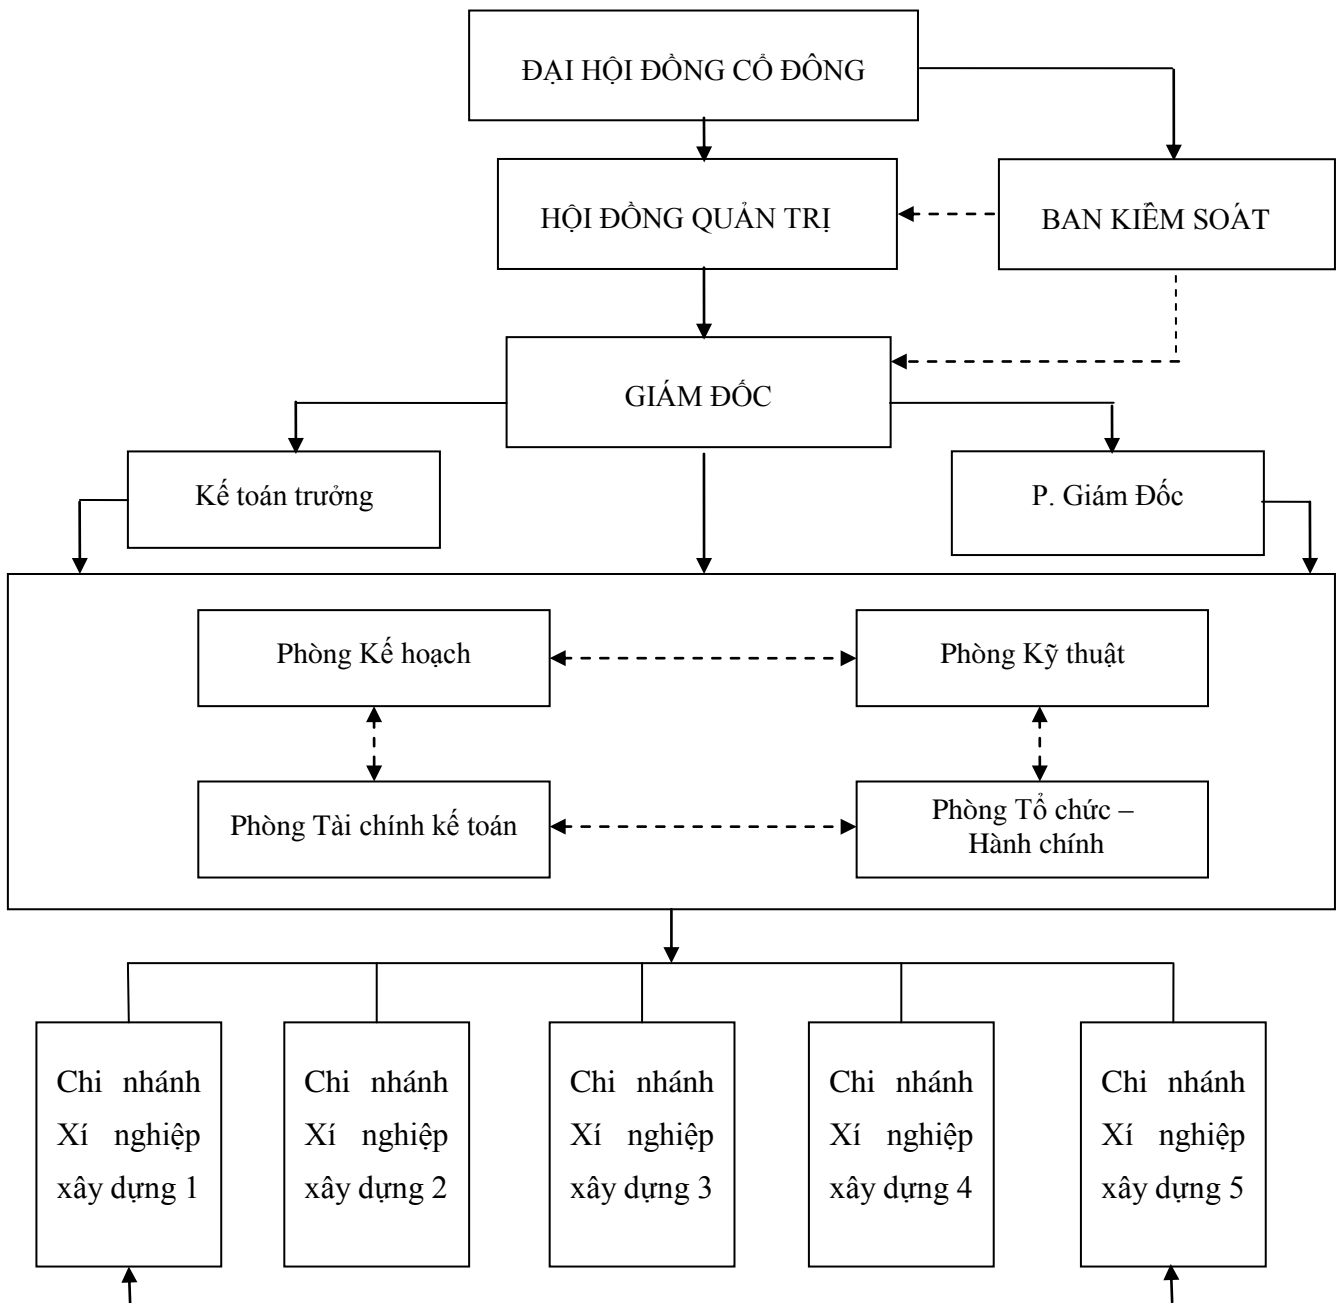 ĐẠI HỘI ĐỒNG CỔ ĐÔNG
HỘI ĐỒNG QUẢN TRỊ
BAN KIỂM SOÁT
GIÁM ĐỐC
Kế toán trưởng
P. Giám Đốc
Phòng Kế hoạch
Phòng Kỹ thuật
Phòng Tài chính kế toán
Phòng Tổ chức –
Hành chính
Chi nhánh
Xí nghiệp
xây dựng 1
Chi nhánh
Xí nghiệp
xây dựng 2
Chi nhánh
Xí nghiệp
xây dựng 3
Chi nhánh
Xí nghiệp
xây dựng 4
Chi nhánh
Xí nghiệp
xây dựng 5